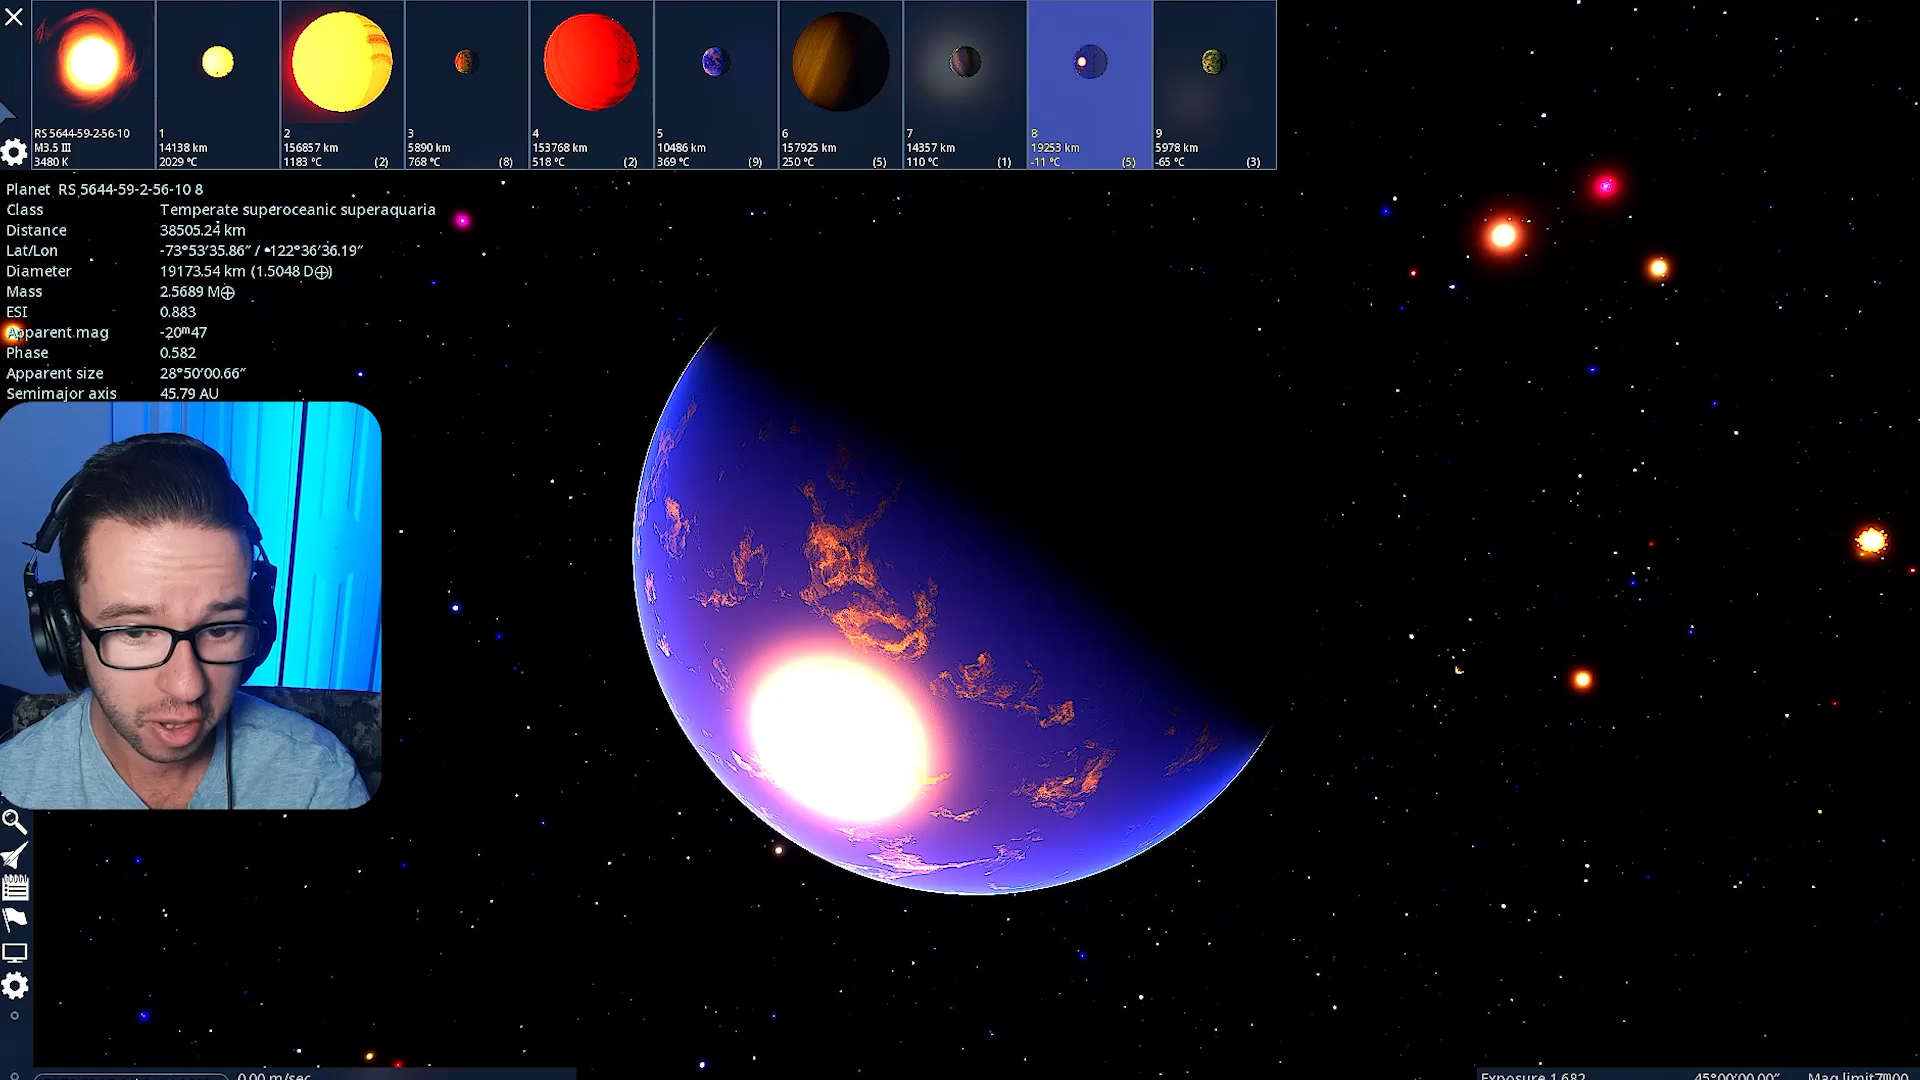 RS 5644-59-2-56-10
M3.5 III
3480 K
1
14138 km
2029 ℃
2
156857 km
1183 ℃ (2)
3
5890 km
768 ℃ (8)
4
153768 km
518 ℃ (2)
5
10486 km
369 ℃ (9)
6
157925 km
250 ℃ (5)
7
14357 km
110 ℃ (1)
8
19253 km
-11 ℃ (5)
9
5978 km
-65 ℃ (3)
Planet RS 5644-59-2-56-10 8
Class Temperate superoceanic superaquaria
Distance 38505.24 km
Lat/Lon -73°53′35.86″ / -122°36′36.19″
Diameter 19173.54 km (1.5048 D⊕)
Mass 2.5689 M⊕
ESI 0.883
Apparent mag -20ᵐ47
Phase 0.582
Apparent size 28°50′00.66″
Semimajor axis 45.79 AU
0.00 m/sec
Exposure 1.682 45°00′00.00″ Mag limit 7ᵐ00